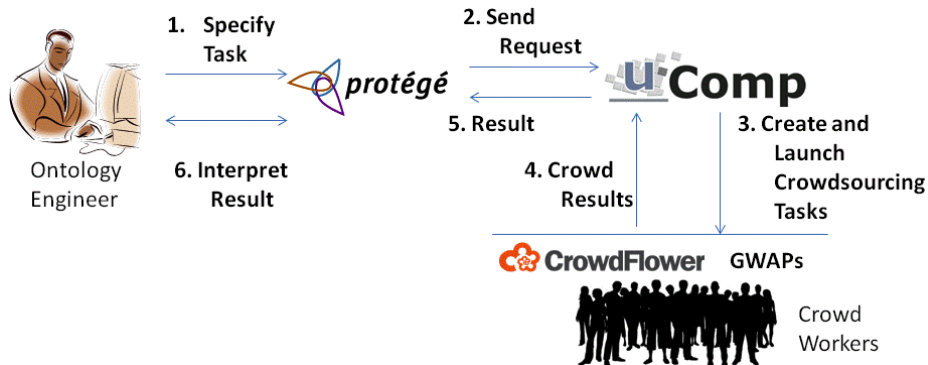 1. Specify
Task
2. Send
Request
protégé
uComp
5. Result
3. Create and
Launch
Crowdsourcing
Tasks
4. Crowd
Results
6. Interpret
Result
Ontology
Engineer
CrowdFlower GWAPs
Crowd
Workers